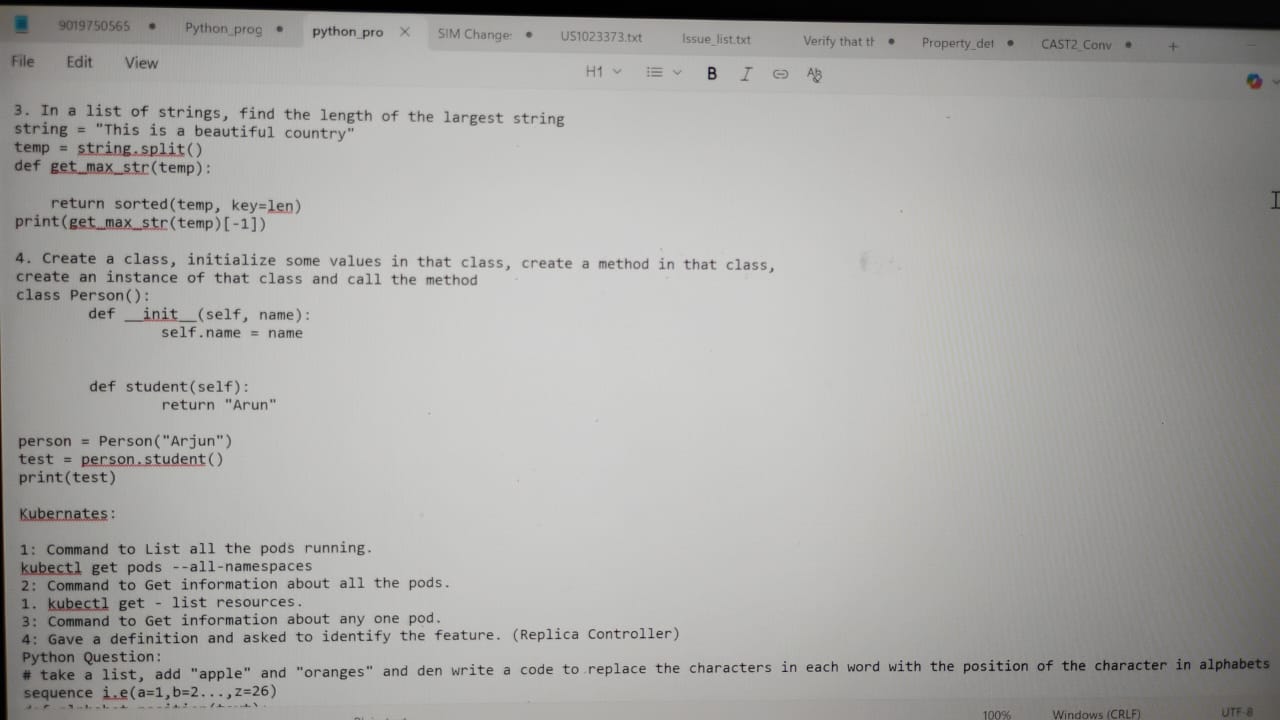 9019750565 Python_prog python_pro SIM Change: US1023373.txt Issue_list.txt Verify that th Property_det CAST2_Conv
File Edit View H1 B I
3. In a list of strings, find the length of the largest string
string = "This is a beautiful country"
temp = string.split()
def get_max_str(temp):
return sorted(temp, key=len)
print(get_max_str(temp)[-1])
4. Create a class, initialize some values in that class, create a method in that class,
create an instance of that class and call the method
class Person():
def __init__(self, name):
self.name = name
def student(self):
return "Arun"
person = Person("Arjun")
test = person.student()
print(test)
Kubernates:
1: Command to List all the pods running.
kubectl get pods --all-namespaces
2: Command to Get information about all the pods.
1. kubectl get - list resources.
3: Command to Get information about any one pod.
4: Gave a definition and asked to identify the feature. (Replica Controller)
Python Question:
# take a list, add "apple" and "oranges" and den write a code to replace the characters in each word with the position of the character in alphabets
sequence i.e(a=1,b=2...,z=26)
100% Windows (CRLF) UTF-8